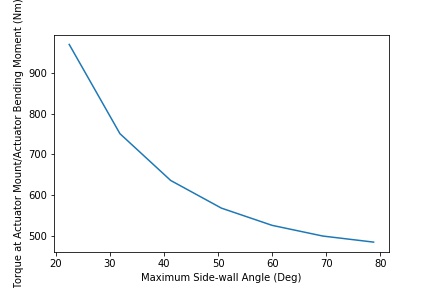 Torque at Actuator Mount/Actuator Bending Moment (Nm)
900
800
700
600
500
20 30 40 50 60 70 80
Maximum Side-wall Angle (Deg)